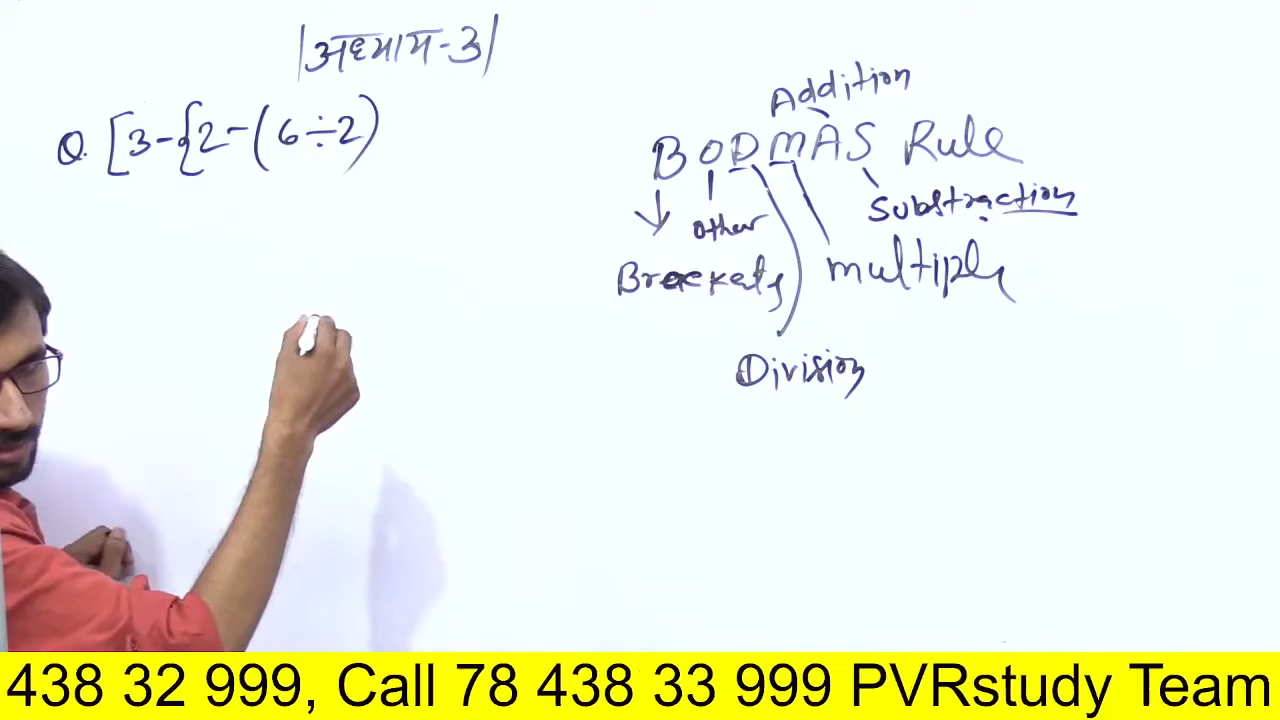 |अध्याय-3|
Q. [3-{2-(6÷2)
Addition
BODMAS Rule
Substraction
other
Brackets
multiply
Division
438 32 999, Call 78 438 33 999 PVRstudy Team